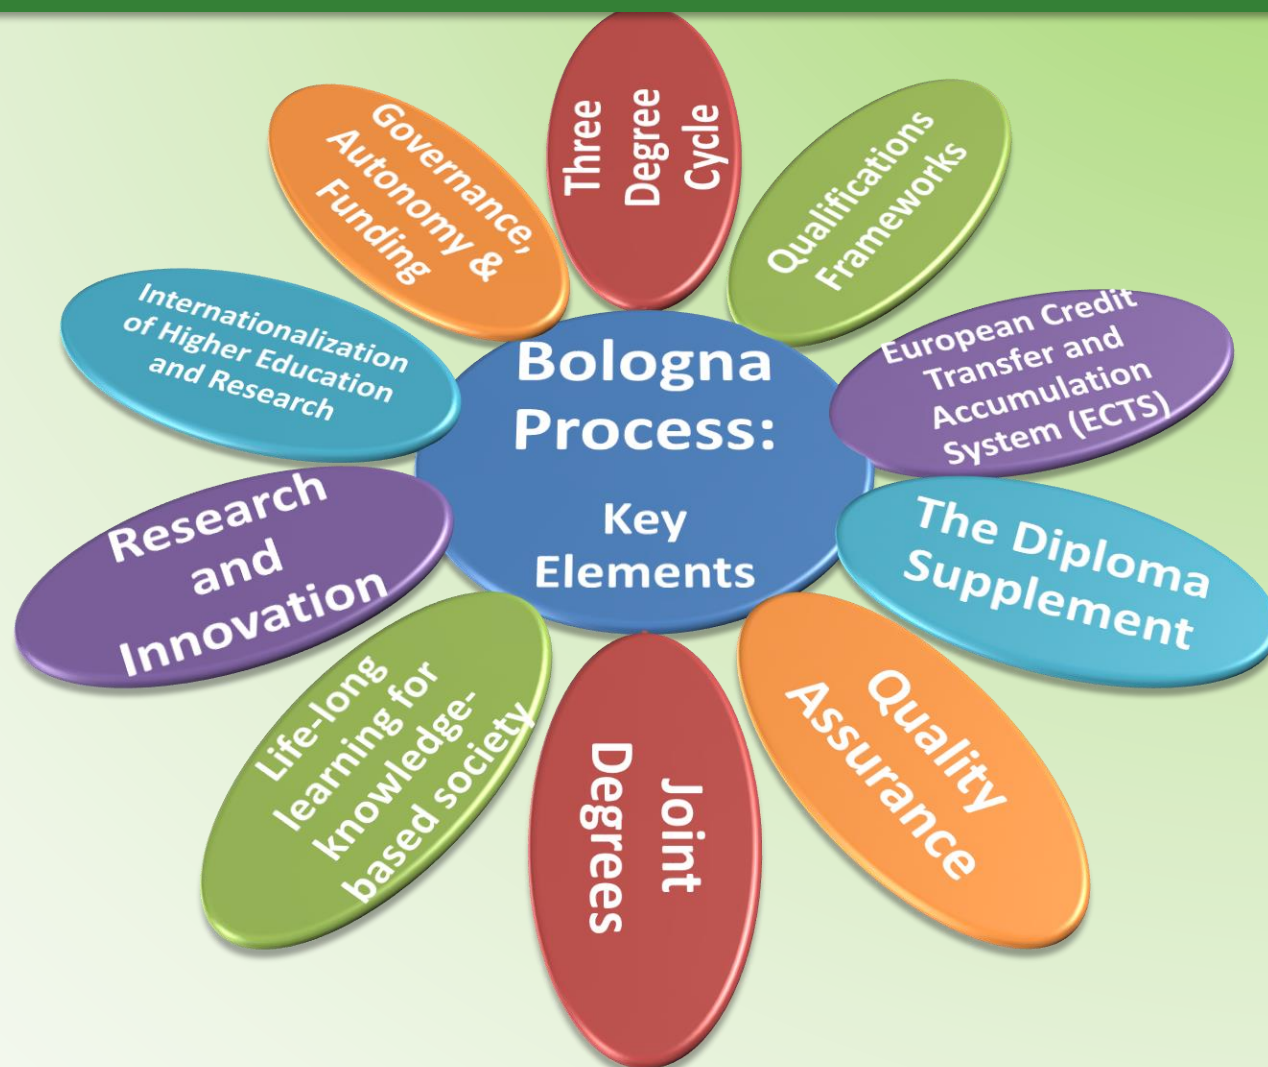 Bologna
Process:
Key
Elements
Three
Degree
Cycle
Qualifications
Frameworks
European Credit
Transfer and
Accumulation
System (ECTS)
The Diploma
Supplement
Quality
Assurance
Joint
Degrees
Life-long
learning for
knowledge-
based society
Research
and
Innovation
Internationalization
of Higher Education
and Research
Governance,
Autonomy &
Funding